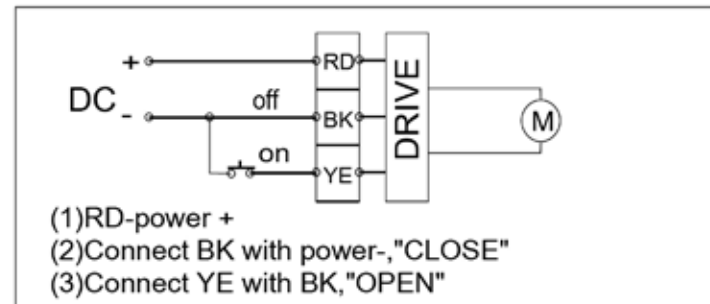 + RD
DC - off BK DRIVE M
on YE
(1)RD-power +
(2)Connect BK with power-,"CLOSE"
(3)Connect YE with BK,"OPEN"